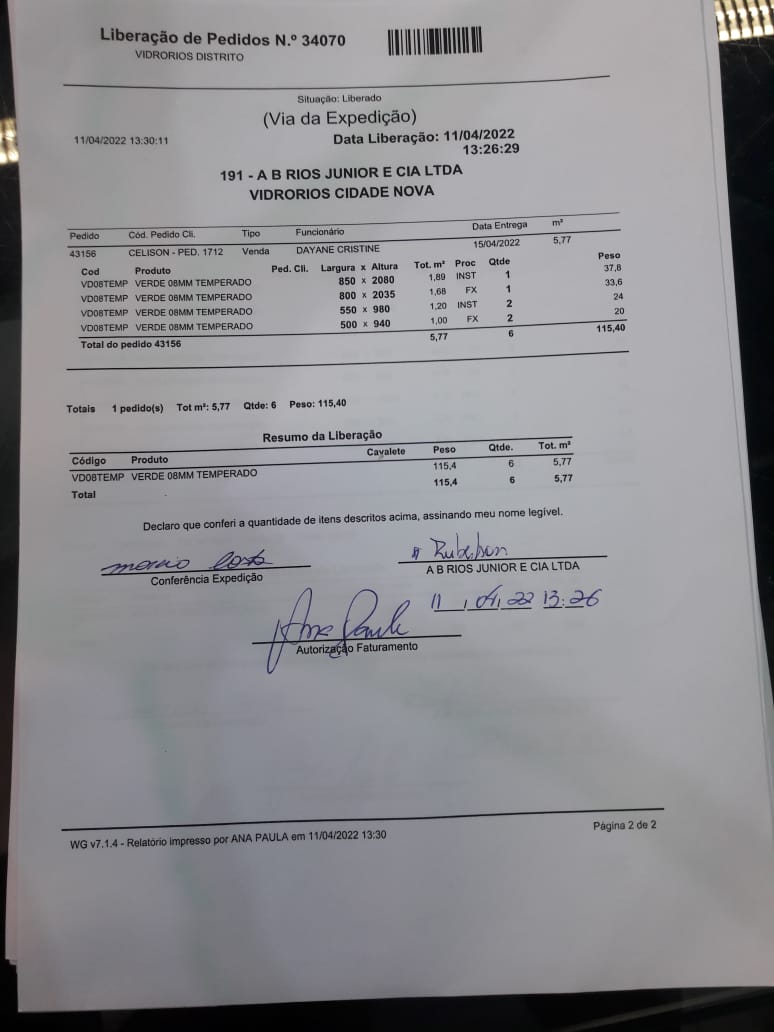 Liberação de Pedidos N.º 34070
VIDRORIOS DISTRITO
Situação: Liberado
(Via da Expedição)
11/04/2022 13:30:11 Data Liberação: 11/04/2022
13:26:29
191 - A B RIOS JUNIOR E CIA LTDA
VIDRORIOS CIDADE NOVA
Pedido Cód. Pedido Cli. Tipo Funcionário Data Entrega m²
43156 CELISON - PED. 1712 Venda DAYANE CRISTINE 15/04/2022 5,77
Cod Produto Ped. Cli. Largura x Altura Tot. m² Proc Qtde Peso
VD08TEMP VERDE 08MM TEMPERADO 850 x 2080 1,89 INST 1 37,8
VD08TEMP VERDE 08MM TEMPERADO 800 x 2035 1,68 FX 1 33,6
VD08TEMP VERDE 08MM TEMPERADO 550 x 980 1,20 INST 2 24
VD08TEMP VERDE 08MM TEMPERADO 500 x 940 1,00 FX 2 20
Total do pedido 43156 5,77 6 115,40
Totais 1 pedido(s) Tot m²: 5,77 Qtde: 6 Peso: 115,40
Resumo da Liberação
Código Produto Cavalete Peso Qtde. Tot. m²
VD08TEMP VERDE 08MM TEMPERADO 115,4 6 5,77
Total 115,4 6 5,77
Declaro que conferi a quantidade de itens descritos acima, assinando meu nome legível.
Conferência Expedição
A B RIOS JUNIOR E CIA LTDA
Ana Paula 11/04/22 13:26
Autorização Faturamento
WG v7.1.4 - Relatório impresso por ANA PAULA em 11/04/2022 13:30 Página 2 de 2